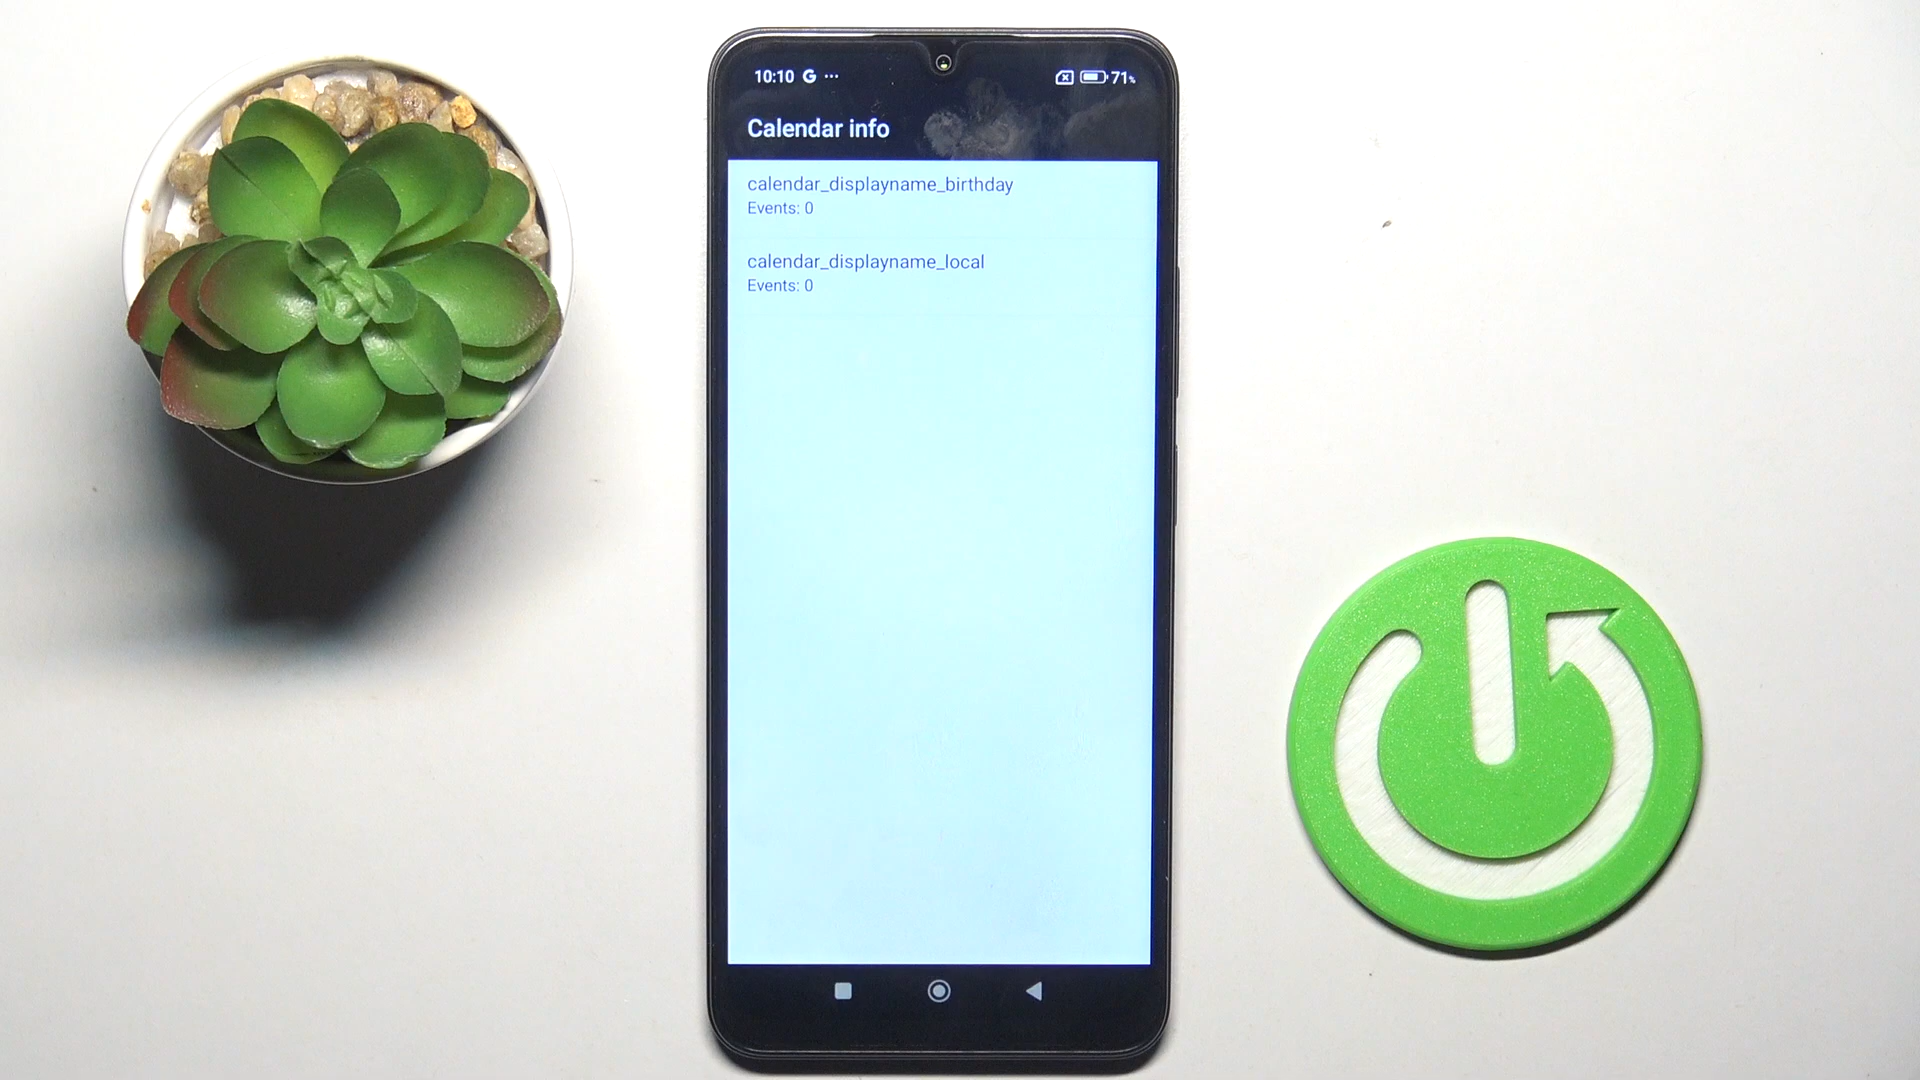 10:10 G ...
71%
Calendar info
calendar_displayname_birthday
Events: 0
calendar_displayname_local
Events: 0